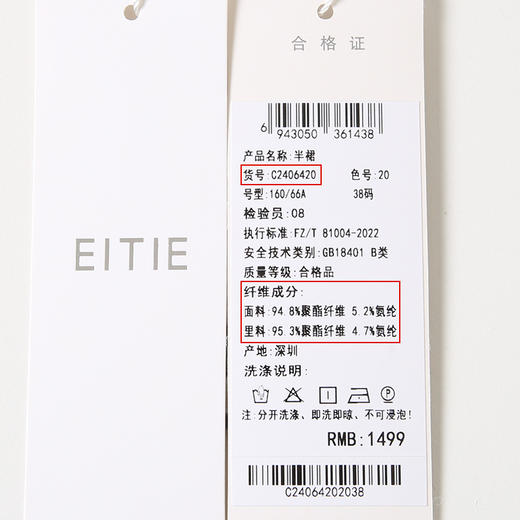 EITIE
合格证
6 943050 361438
产品名称:半裙
货号:C2406420 色号:20
号型:160/66A 38码
检验员:08
执行标准:FZ/T 81004-2022
安全技术类别:GB18401 B类
质量等级:合格品
纤维成分:
面料:94.8%聚酯纤维 5.2%氨纶
里料:95.3%聚酯纤维 4.7%氨纶
产地:深圳
洗涤说明:
注:分开洗涤、即洗即晾、不可浸泡!
RMB:1499
C24064202038